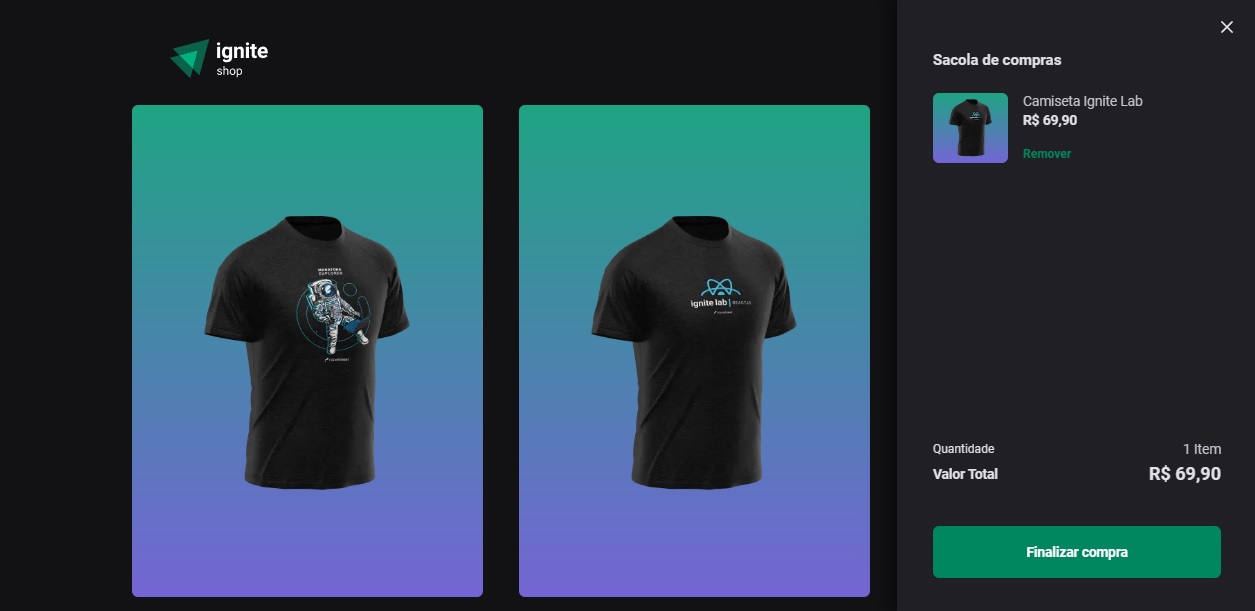 ignite
shop
MARATONA
EXPLORER
ignite lab | REACTJS
Sacola de compras
Camiseta Ignite Lab
R$ 69,90
Remover
Quantidade
1 Item
Valor Total
R$ 69,90
Finalizar compra